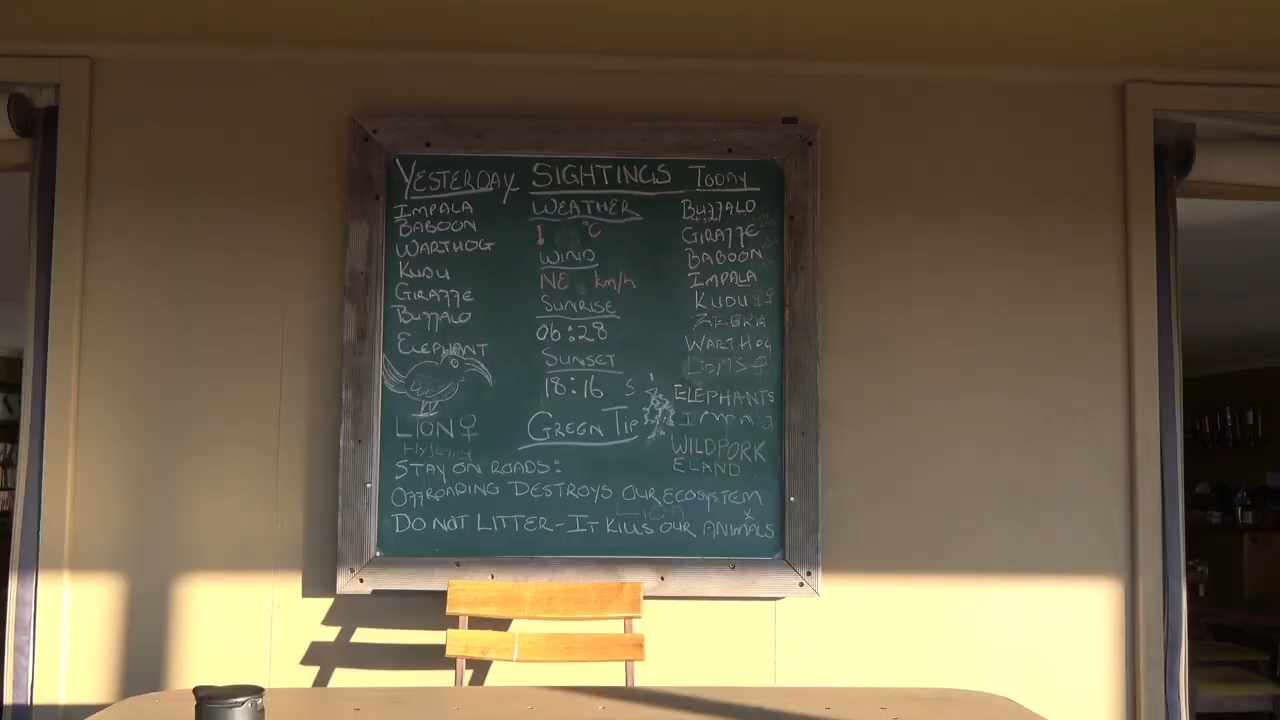 YESTERDAY SIGHTINGS TODAY
IMPALA
BABOON
WARTHOG
KUDU
GIRAFFE
BUFFALO
ELEPHANT
LION ♀
Hyena
WEATHER
°C
WIND
NE km/h
SUNRISE
06:28
SUNSET
18:16
GREEN TIP
BUFFALO
GIRAFFE
BABOON
IMPALA
KUDU ♀♀
ZEBRA
WARTHOG
LIONS ♀
ELEPHANTS
WILDPORK
ELAND
STAY ON ROADS:
OFFROADING DESTROYS OUR ECOSYSTEM
Lion
DO NOT LITTER - IT KILLS OUR ANIMALS